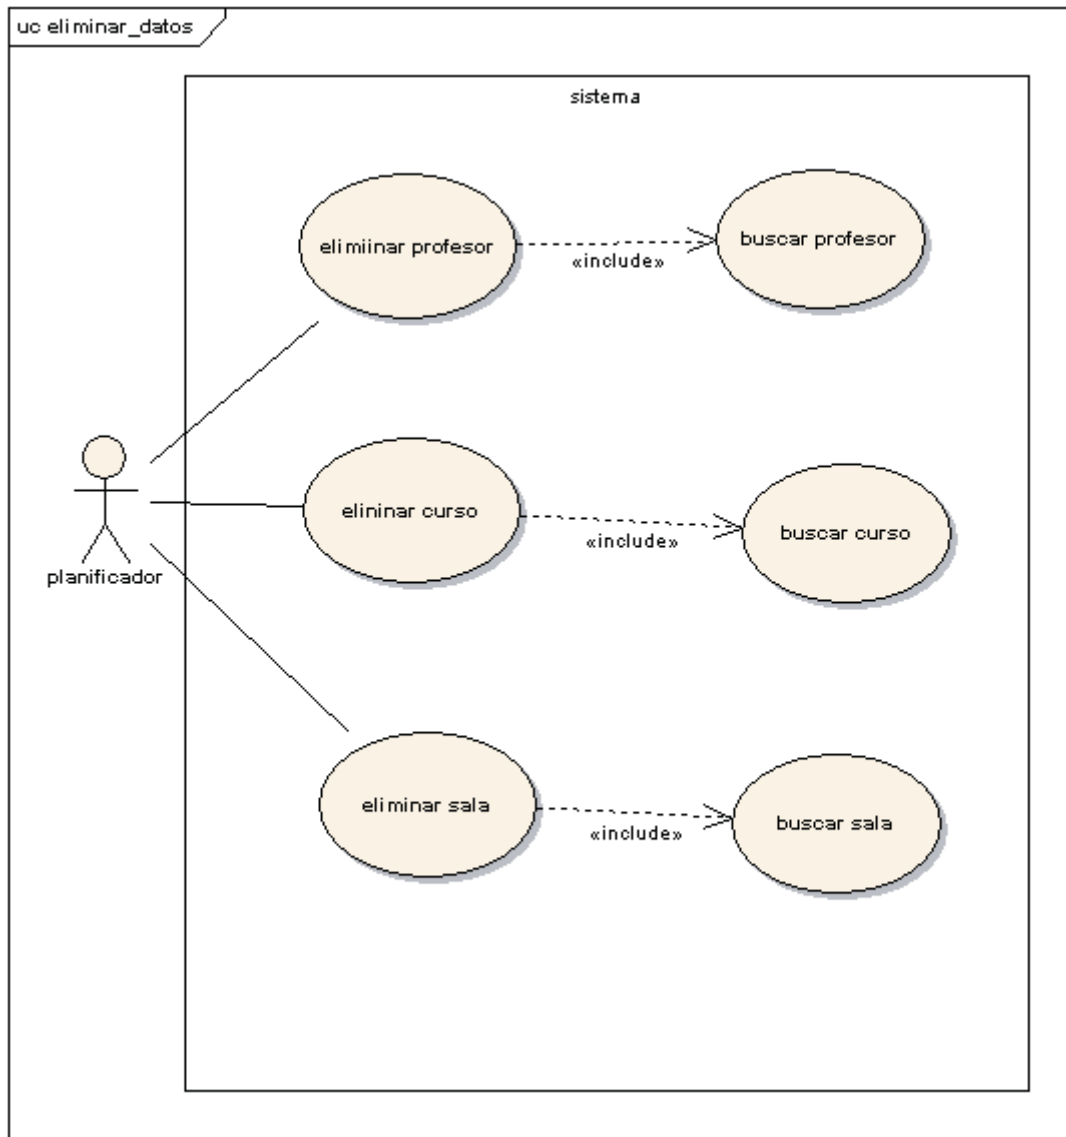 uc eliminar_datos
sistema
elimiinar profesor
«include»
buscar profesor
planificador
elininar curso
«include»
buscar curso
eliminar sala
«include»
buscar sala